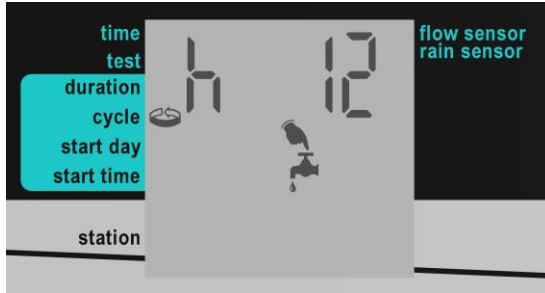 time
test
duration
cycle
start day
start time
station
h 12
flow sensor
rain sensor